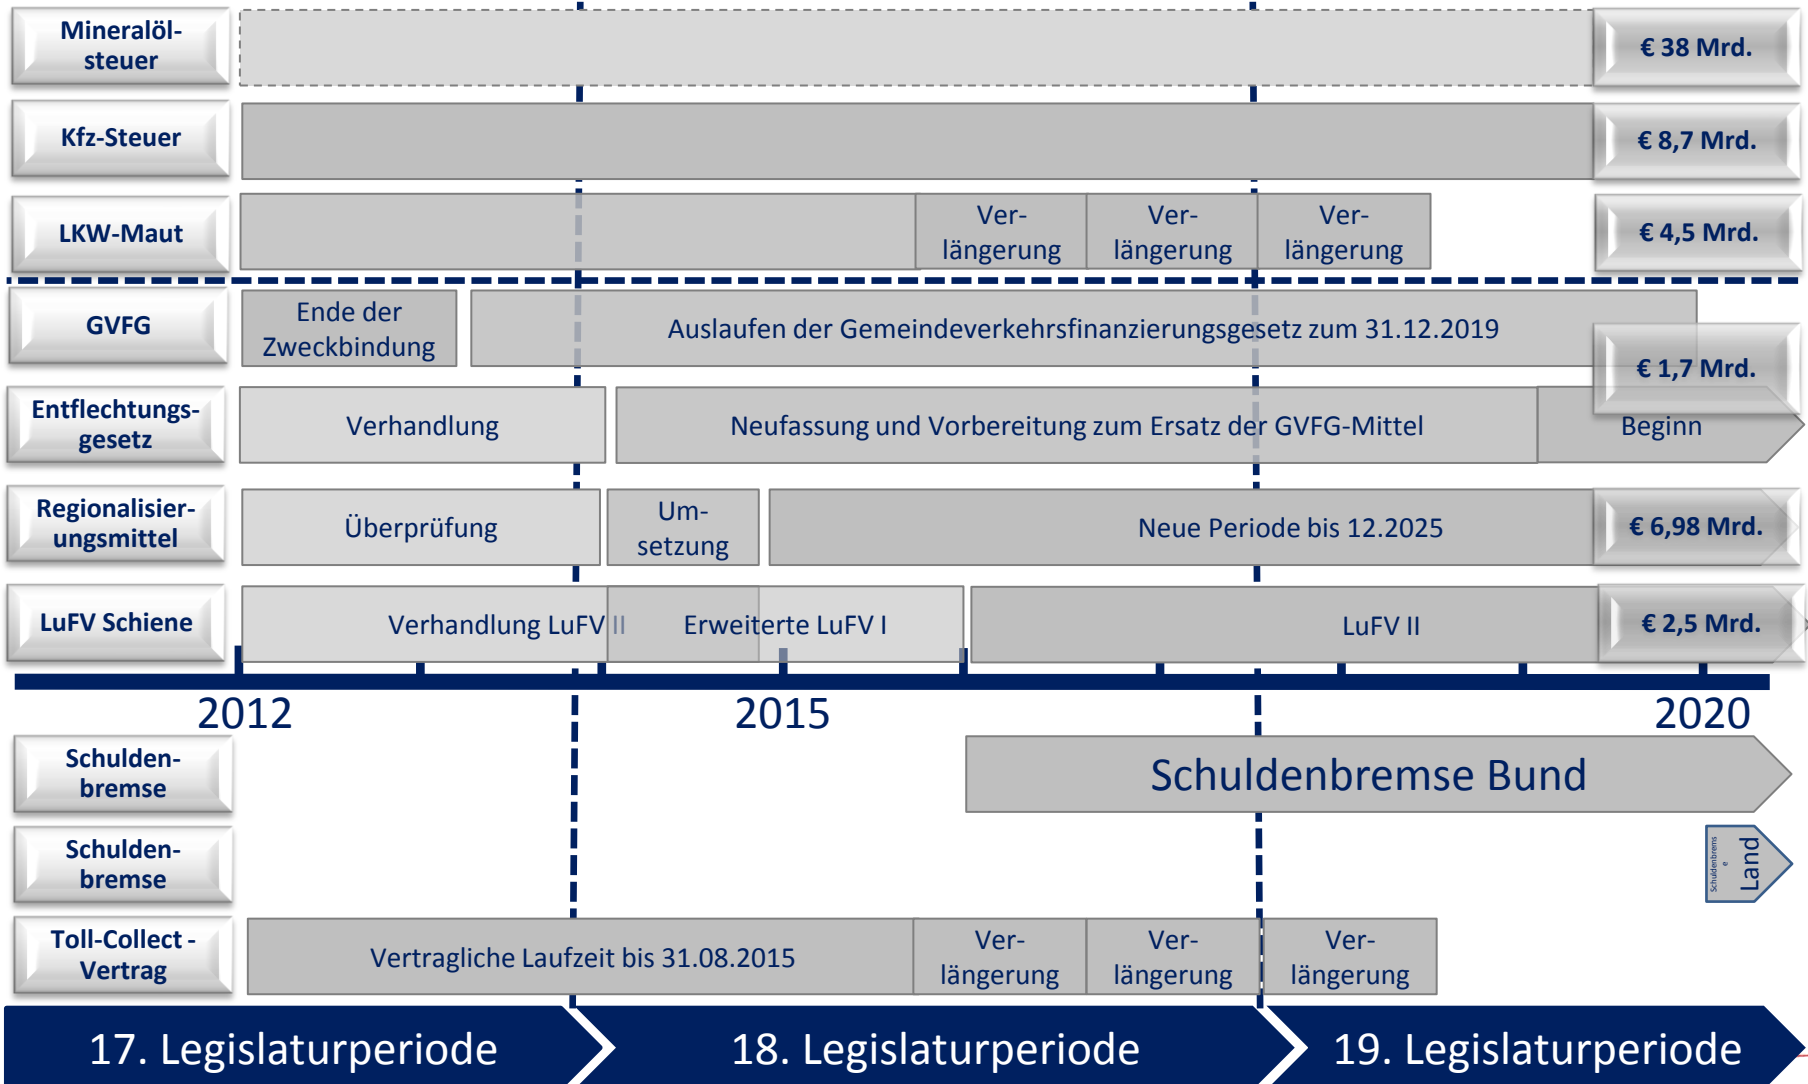 Mineralöl-
steuer
€ 38 Mrd.
Kfz-Steuer
€ 8,7 Mrd.
LKW-Maut
Ver-
längerung
Ver-
längerung
Ver-
längerung
€ 4,5 Mrd.
GVFG
Ende der
Zweckbindung
Auslaufen der Gemeindeverkehrsfinanzierungsgesetz zum 31.12.2019
€ 1,7 Mrd.
Entflechtungs-
gesetz
Verhandlung
Neufassung und Vorbereitung zum Ersatz der GVFG-Mittel
Beginn
Regionalisier-
ungsmittel
Überprüfung
Um-
setzung
Neue Periode bis 12.2025
€ 6,98 Mrd.
LuFV Schiene
Verhandlung LuFV II
Erweiterte LuFV I
LuFV II
€ 2,5 Mrd.
2012
2015
2020
Schulden-
bremse
Schuldenbremse Bund
Schulden-
bremse
Schuldenbrems
e
Land
Toll-Collect -
Vertrag
Vertragliche Laufzeit bis 31.08.2015
Ver-
längerung
Ver-
längerung
Ver-
längerung
17. Legislaturperiode
18. Legislaturperiode
19. Legislaturperiode